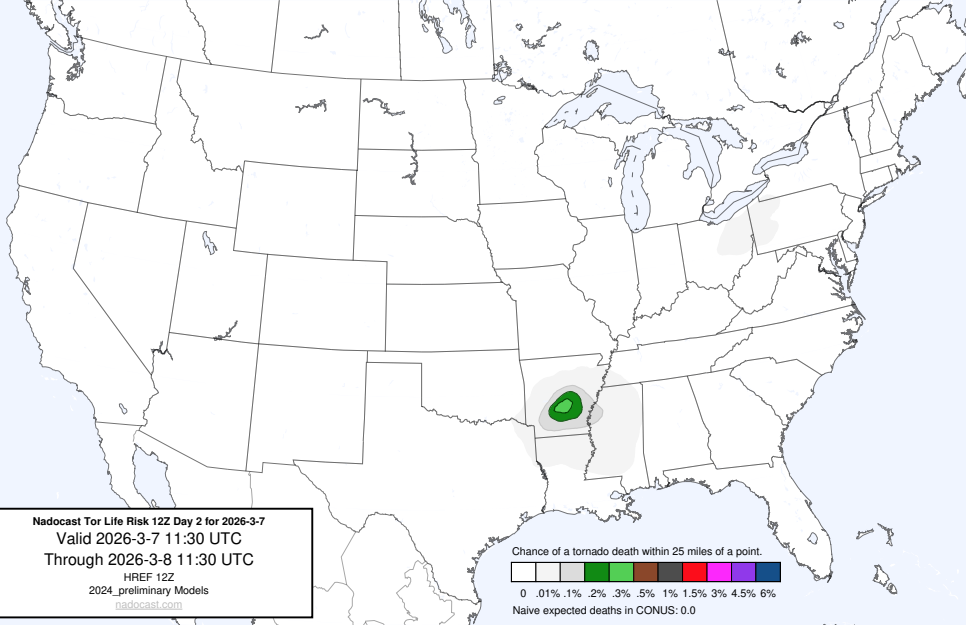 Nadocast Tor Life Risk 12Z Day 2 for 2026-3-7
Valid 2026-3-7 11:30 UTC
Through 2026-3-8 11:30 UTC
HREF 12Z
2024_preliminary Models
nadocast.com
Chance of a tornado death within 25 miles of a point.
0 .01% .1% .2% .3% .5% 1% 1.5% 3% 4.5% 6%
Naive expected deaths in CONUS: 0.0